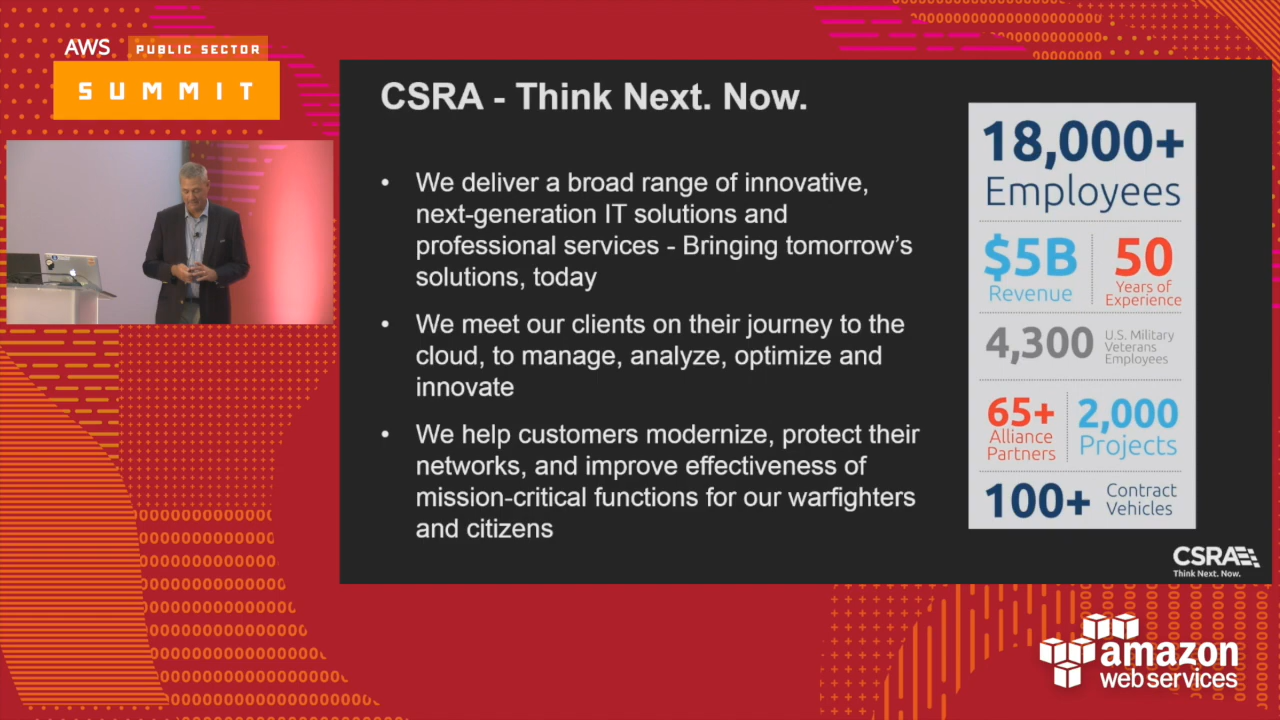 AWS PUBLIC SECTOR
SUMMIT
CSRA - Think Next. Now.
• We deliver a broad range of innovative,
next-generation IT solutions and
professional services - Bringing tomorrow’s
solutions, today
• We meet our clients on their journey to the
cloud, to manage, analyze, optimize and
innovate
• We help customers modernize, protect their
networks, and improve effectiveness of
mission-critical functions for our warfighters
and citizens
18,000+
Employees
$5B
Revenue
50
Years of
Experience
4,300
U.S. Military
Veterans
Employees
65+
Alliance
Partners
2,000
Projects
100+
Contract
Vehicles
CSRA
Think Next. Now.
amazon
web services